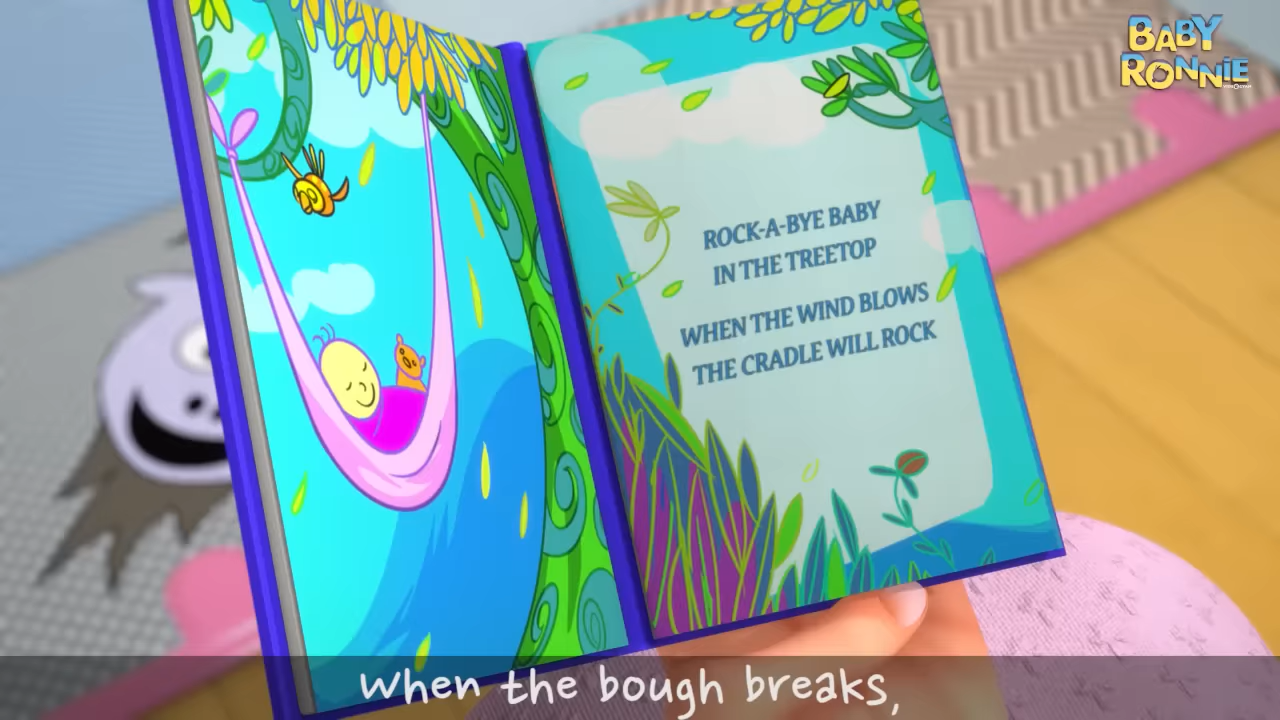 BABY
RONNIE
ROCK-A-BYE BABY
IN THE TREETOP
WHEN THE WIND BLOWS
THE CRADLE WILL ROCK
When the bough breaks,